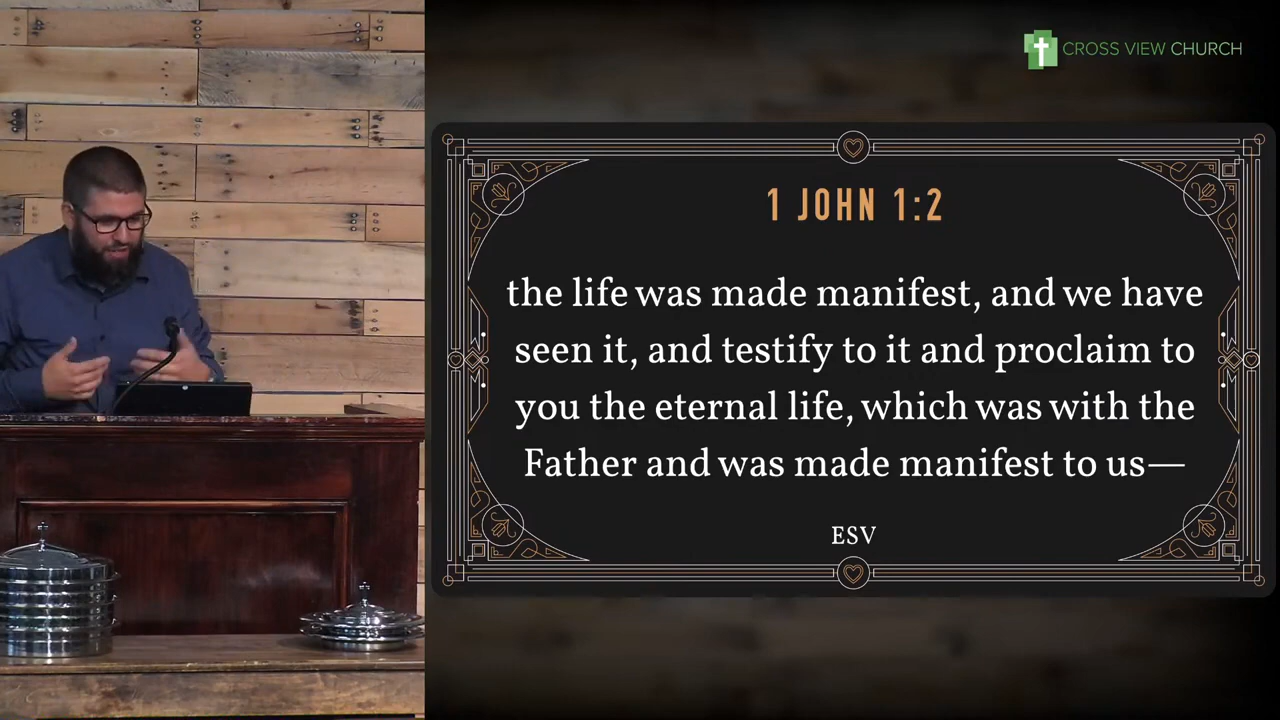 CROSS VIEW CHURCH
1 JOHN 1:2
the life was made manifest, and we have
seen it, and testify to it and proclaim to
you the eternal life, which was with the
Father and was made manifest to us—
ESV